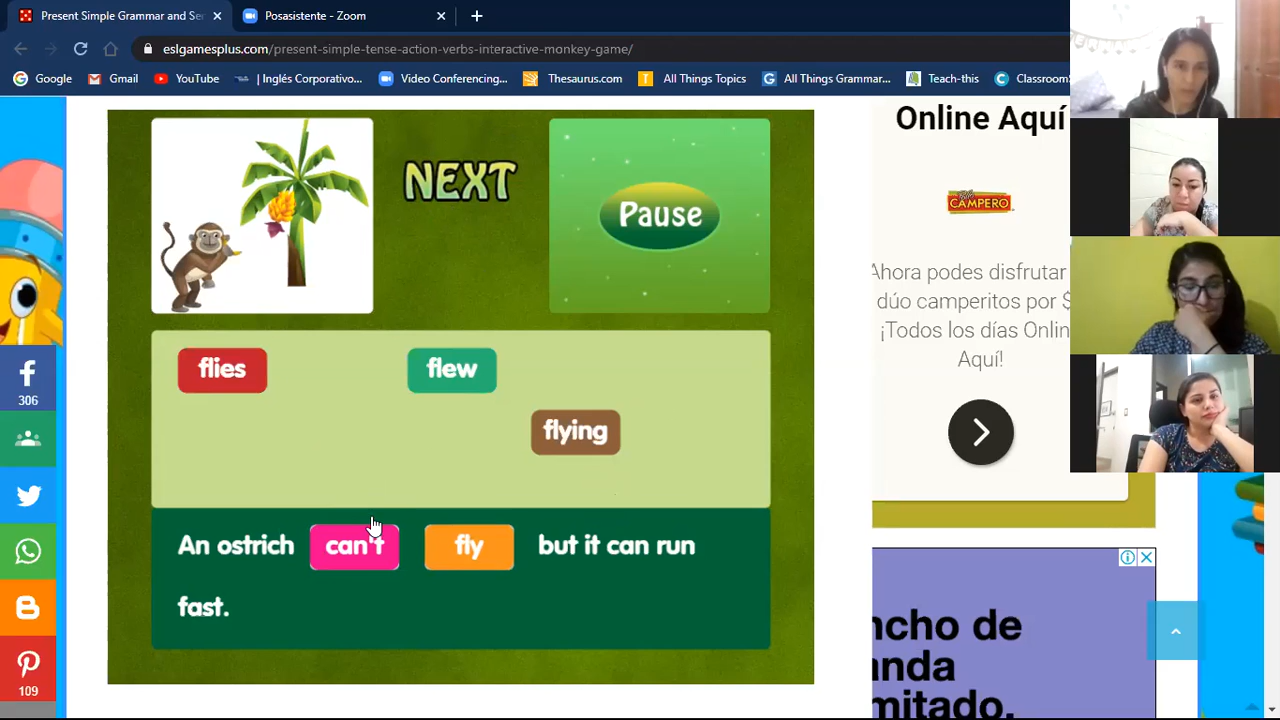 Present Simple Grammar and Se
Posasistente - Zoom
eslgamesplus.com/present-simple-tense-action-verbs-interactive-monkey-game/
Google
Gmail
YouTube
| Inglés Corporativo...
Video Conferencing...
Thesaurus.com
All Things Topics
All Things Grammar...
Teach-this
Classroom
NEXT
Pause
flies
flew
flying
An ostrich can't fly but it can run
fast.
306
109
Online Aquí
CAMPERO
Ahora podes disfrutar
dúo camperitos por $
¡Todos los días Onlin
Aquí!
ncho de
anda
mitado.